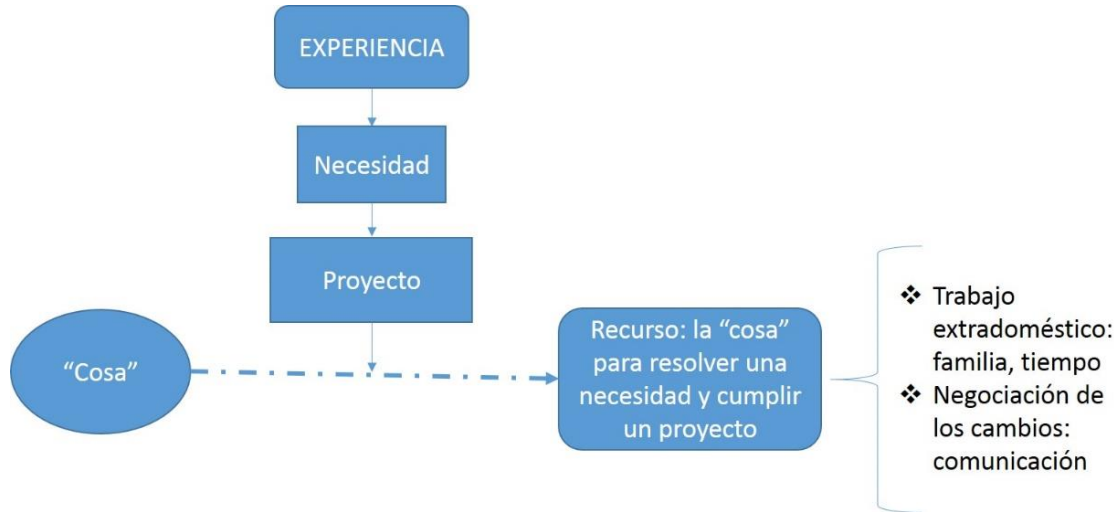 EXPERIENCIA
Necesidad
Proyecto
“Cosa”
Recurso: la “cosa”
para resolver una
necesidad y cumplir
un proyecto
❖ Trabajo
extradoméstico:
familia, tiempo
❖ Negociación de
los cambios:
comunicación